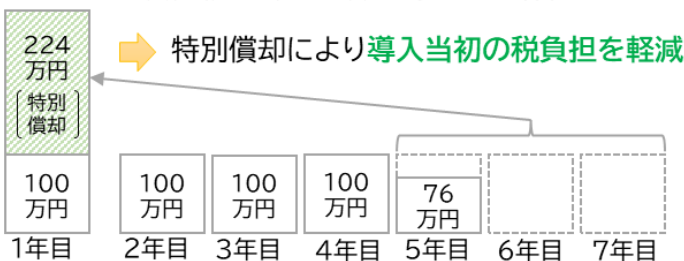 224
万円
特別
償却
特別償却により導入当初の税負担を軽減
100
万円
100
万円
100
万円
100
万円
76
万円
1年目
2年目
3年目
4年目
5年目
6年目
7年目